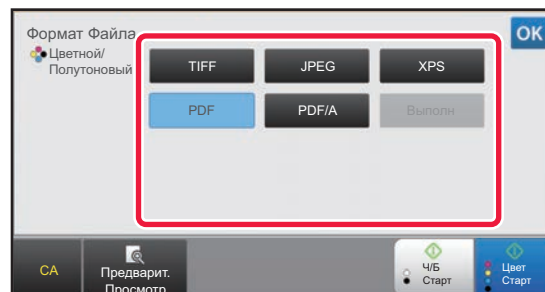 Формат Файла
OK
Цветной/
Полутоновый
TIFF
JPEG
XPS
PDF
PDF/A
Выполн
CA
Предварит.
Просмотр
Ч/Б
Старт
Цвет
Старт